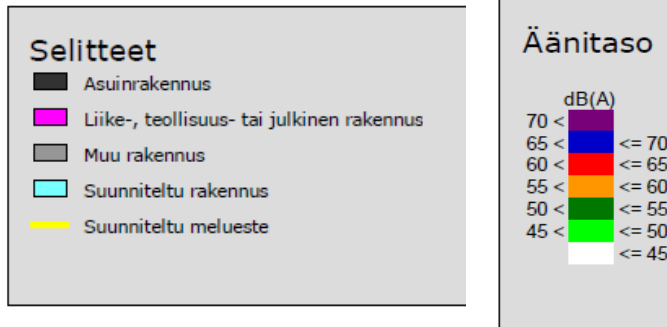 Selitteet
Asuinrakennus
Liike-, teollisuus- tai julkinen rakennus
Muu rakennus
Suunniteltu rakennus
Suunniteltu melueste
Äänitaso
dB(A)
70 <
65 < <= 70
60 < <= 65
55 < <= 60
50 < <= 55
45 < <= 50
<= 45